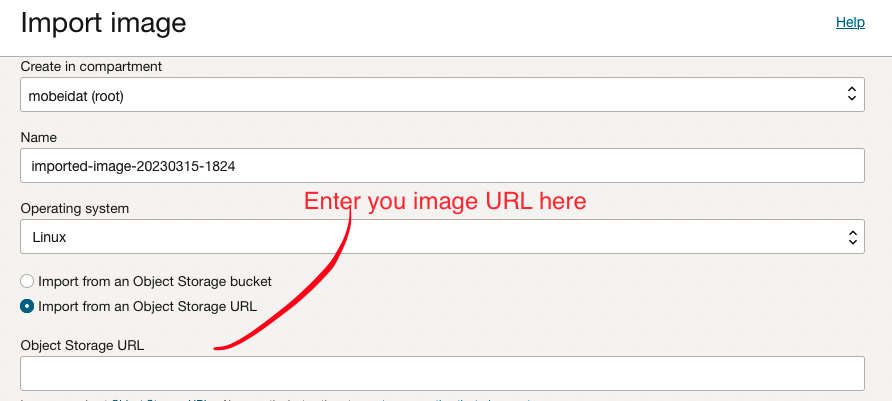 Import image
Help
Create in compartment
mobeidat (root)
Name
imported-image-20230315-1824
Enter you image URL here
Operating system
Linux
Import from an Object Storage bucket
Import from an Object Storage URL
Object Storage URL